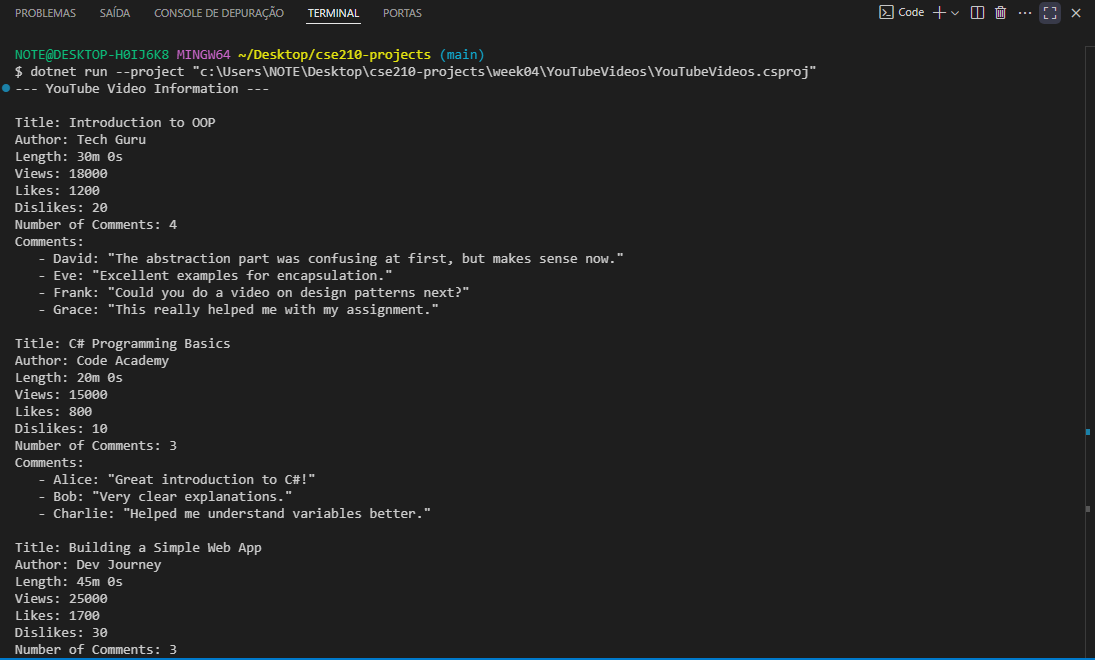 PROBLEMAS SAÍDA CONSOLE DE DEPURAÇÃO TERMINAL PORTAS Code
NOTE@DESKTOP-H0IJ6K8 MINGW64 ~/Desktop/cse210-projects (main)
$ dotnet run --project "c:\Users\NOTE\Desktop\cse210-projects\week04\YouTubeVideos\YouTubeVideos.csproj"
--- YouTube Video Information ---
Title: Introduction to OOP
Author: Tech Guru
Length: 30m 0s
Views: 18000
Likes: 1200
Dislikes: 20
Number of Comments: 4
Comments:
- David: "The abstraction part was confusing at first, but makes sense now."
- Eve: "Excellent examples for encapsulation."
- Frank: "Could you do a video on design patterns next?"
- Grace: "This really helped me with my assignment."
Title: C# Programming Basics
Author: Code Academy
Length: 20m 0s
Views: 15000
Likes: 800
Dislikes: 10
Number of Comments: 3
Comments:
- Alice: "Great introduction to C#!"
- Bob: "Very clear explanations."
- Charlie: "Helped me understand variables better."
Title: Building a Simple Web App
Author: Dev Journey
Length: 45m 0s
Views: 25000
Likes: 1700
Dislikes: 30
Number of Comments: 3